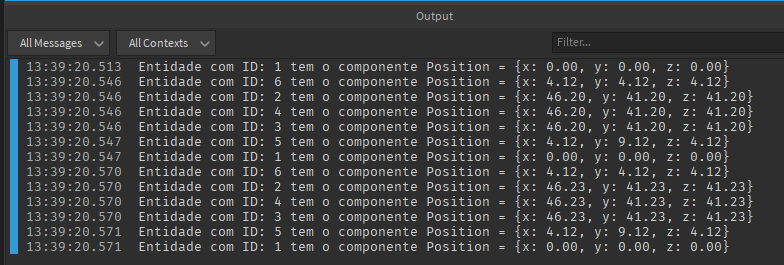 Output
All Messages All Contexts Filter...
13:39:20.513 Entidade com ID: 1 tem o componente Position = {x: 0.00, y: 0.00, z: 0.00}
13:39:20.546 Entidade com ID: 6 tem o componente Position = {x: 4.12, y: 4.12, z: 4.12}
13:39:20.546 Entidade com ID: 2 tem o componente Position = {x: 46.20, y: 41.20, z: 41.20}
13:39:20.546 Entidade com ID: 4 tem o componente Position = {x: 46.20, y: 41.20, z: 41.20}
13:39:20.546 Entidade com ID: 3 tem o componente Position = {x: 46.20, y: 41.20, z: 41.20}
13:39:20.547 Entidade com ID: 5 tem o componente Position = {x: 4.12, y: 9.12, z: 4.12}
13:39:20.547 Entidade com ID: 1 tem o componente Position = {x: 0.00, y: 0.00, z: 0.00}
13:39:20.570 Entidade com ID: 6 tem o componente Position = {x: 4.12, y: 4.12, z: 4.12}
13:39:20.570 Entidade com ID: 2 tem o componente Position = {x: 46.23, y: 41.23, z: 41.23}
13:39:20.570 Entidade com ID: 4 tem o componente Position = {x: 46.23, y: 41.23, z: 41.23}
13:39:20.570 Entidade com ID: 3 tem o componente Position = {x: 46.23, y: 41.23, z: 41.23}
13:39:20.571 Entidade com ID: 5 tem o componente Position = {x: 4.12, y: 9.12, z: 4.12}
13:39:20.571 Entidade com ID: 1 tem o componente Position = {x: 0.00, y: 0.00, z: 0.00}